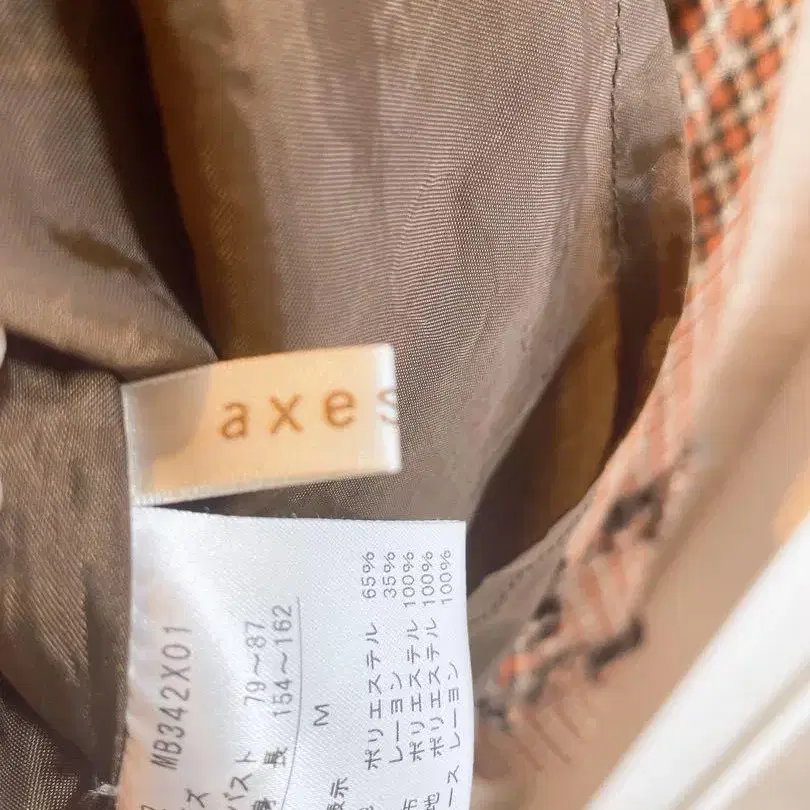 axes
MB342X01
バスト 79～87
身長 154～162
M
表示
ポリエステル 65%
レーヨン 35%
ポリエステル 100%
ポリエステル 100%
レース レーヨン 100%